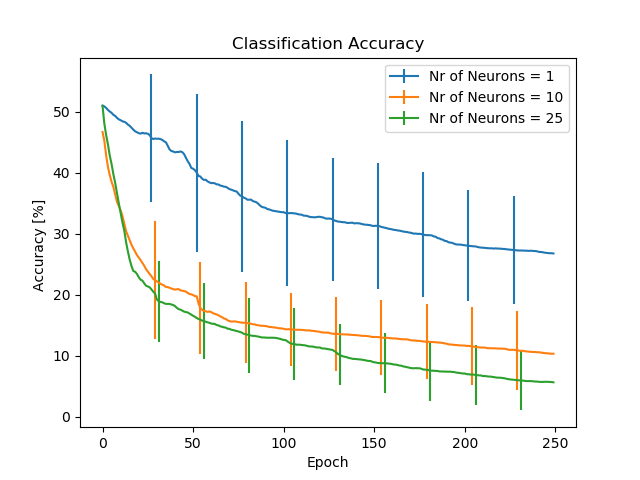 Classification Accuracy
Nr of Neurons = 1
Nr of Neurons = 10
Nr of Neurons = 25
Accuracy [%]
50
40
30
20
10
0
0 50 100 150 200 250
Epoch